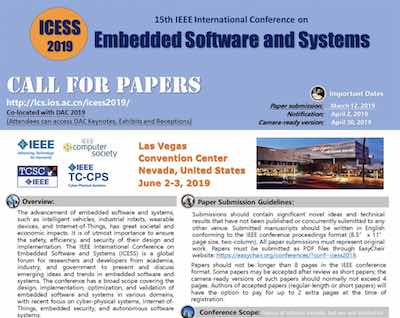 ICESS
2019
15th IEEE International Conference on
Embedded Software and Systems
CALL FOR PAPERS
http://lcs.ios.ac.cn/icess2019/
Co-located with DAC 2019
(Attendees can access DAC Keynotes, Exhibits and Receptions)
Important Dates
Paper submission: March 12, 2019
Notification: April 2, 2019
Camera-ready version: April 30, 2019
IEEE
IEEE computer society
TCSC
IEEE
TC-CPS
Las Vegas
Convention Center
Nevada, United States
June 2-3, 2019
Overview:
The advancement of embedded software and systems,
such as intelligent vehicles, industrial robots, wearable
devices, and Internet-of-Things, has great societal and
economic impacts. It is of utmost importance to ensure
the safety, efficiency, and security of their design and
implementation. The IEEE International Conference on
Embedded Software and Systems (ICESS) is a global
forum for researchers and developers from academia,
industry, and government to present and discuss
emerging ideas and trends in embedded software and
systems. The conference has a broad scope covering the
design, implementation, optimization, and validation of
embedded software and systems in various domains,
with recent focus on cyber-physical systems, Internet-of-
Things, embedded security, and autonomous software
systems.
Paper Submission Guidelines:
Submissions should contain significant novel ideas and technical
results that have not been published or concurrently submitted to any
other venue. Submitted manuscripts should be written in English
conforming to the IEEE conference proceedings format (8.5" × 11"
page size, two-column). All paper submissions must represent original
work. Papers must be submitted as PDF files through EasyChair
website: https://easychair.org/conferences/?conf=icess2019.
Papers should not be longer than 8 pages in the IEEE conference
format. Some papers may be accepted after review as short papers; the
camera ready versions of such papers should normally not exceed 4
pages. Authors of accepted papers (regular-length or short papers) will
have the option to pay for up to 2 extra pages at the time of
registration.
Conference Scope: